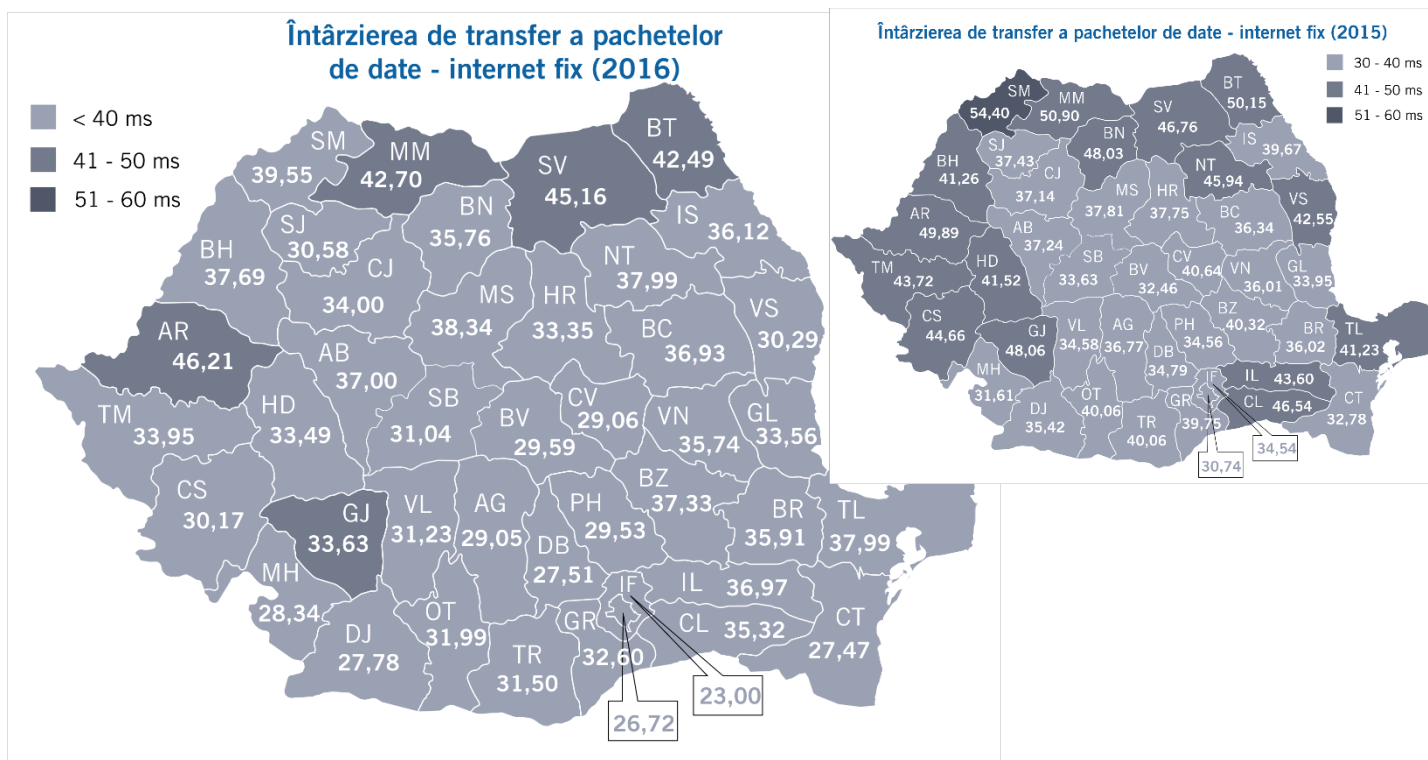 Întârzierea de transfer a pachetelor
de date - internet fix (2016)
< 40 ms
41 - 50 ms
51 - 60 ms
SM
39,55
MM
42,70
SV
45,16
BT
42,49
BN
35,76
IS
36,12
SJ
30,58
BH
37,69
CJ
34,00
NT
37,99
MS
38,34
HR
33,35
VS
30,29
BC
36,93
AR
46,21
AB
37,00
TM
33,95
HD
33,49
SB
31,04
BV
29,59
CV
29,06
VN
35,74
GL
33,56
CS
30,17
GJ
33,63
VL
31,23
AG
29,05
PH
29,53
BZ
37,33
BR
35,91
TL
37,99
DB
27,51
MH
28,34
IF
IL 36,97
OT
31,99
GR
32,60
CL 35,32
CT
27,47
DJ
27,78
TR
31,50
23,00
26,72
Întârzierea de transfer a pachetelor de date - internet fix (2015)
30 - 40 ms
41 - 50 ms
51 - 60 ms
SM
54,40
MM
50,90
SV
46,76
BT
50,15
BN
48,03
IS
39,67
SJ
37,43
BH
41,26
CJ
37,14
NT
45,94
MS
37,81
HR
37,75
VS
42,55
BC
36,34
AR
49,89
AB
37,24
TM
43,72
HD
41,52
SB
33,63
BV
32,46
CV
40,64
VN
36,01
GL
33,95
CS
44,66
GJ
48,06
VL
34,58
AG
36,77
PH
34,56
BZ
40,32
BR
36,02
TL
41,23
DB
34,79
MH
31,61
IF
IL 43,60
OT
40,06
GR
39,75
CL 46,54
CT
32,78
DJ
35,42
TR
40,06
34,54
30,74